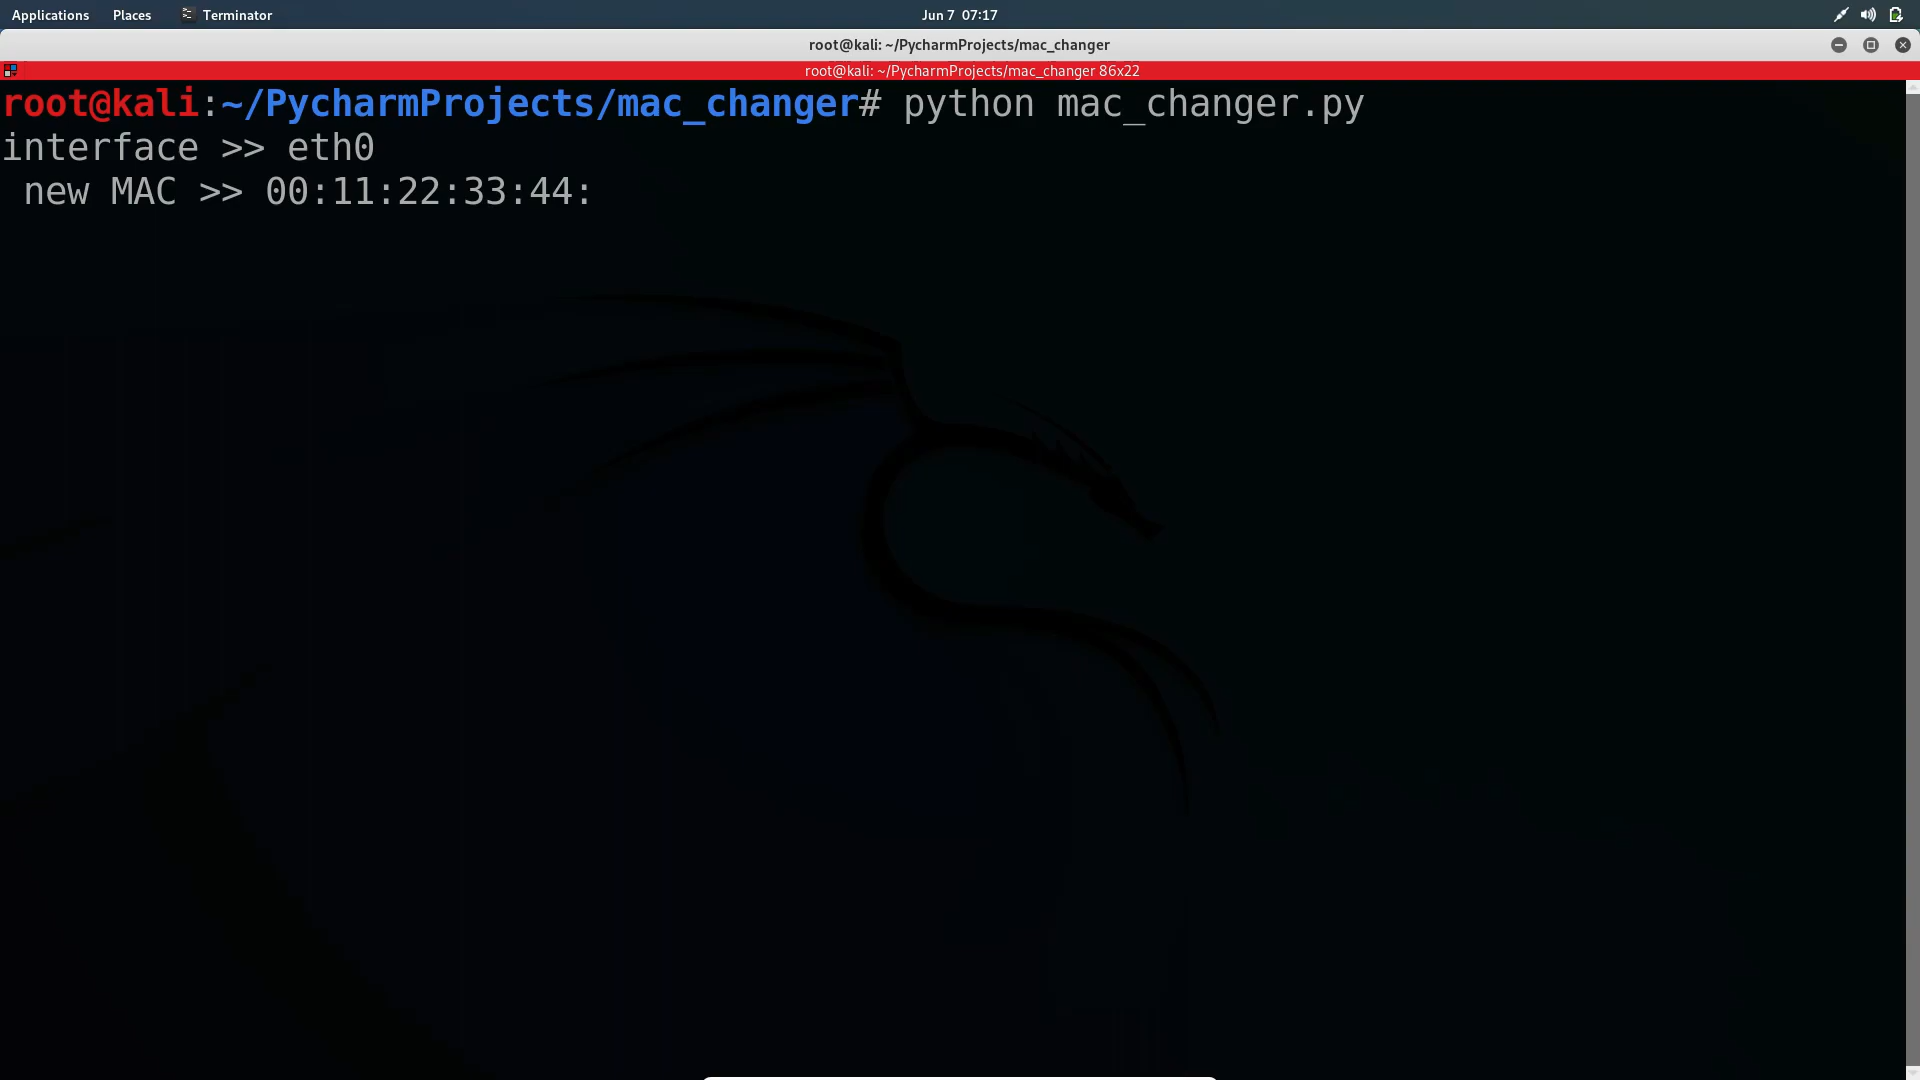 Applications Places Terminator Jun 7 07:17
root@kali: ~/PycharmProjects/mac_changer
root@kali: ~/PycharmProjects/mac_changer 86x22
root@kali:~/PycharmProjects/mac_changer# python mac_changer.py
interface >> eth0
 new MAC >> 00:11:22:33:44: